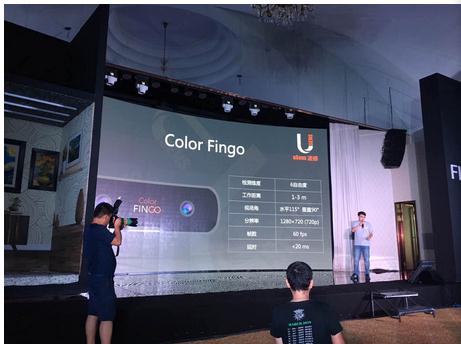 Color Fingo
U
uSens 凌感
Color
FINGO
检测维度 6自由度
工作距离 1-3 m
视场角 水平115° 垂直90°
分辨率 1280×720 (720p)
帧数 60 fps
延时 <20 ms
FI